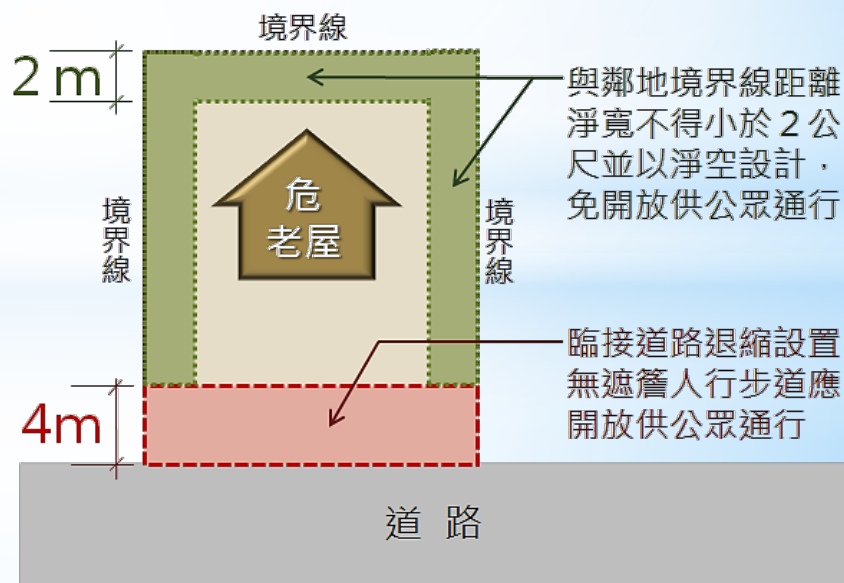 境界線
2m
與鄰地境界線距離
淨寬不得小於2公
尺並以淨空設計，
免開放供公眾通行
危
老屋
境界線
境界線
臨接道路退縮設置
無遮簷人行步道應
開放供公眾通行
4m
道路